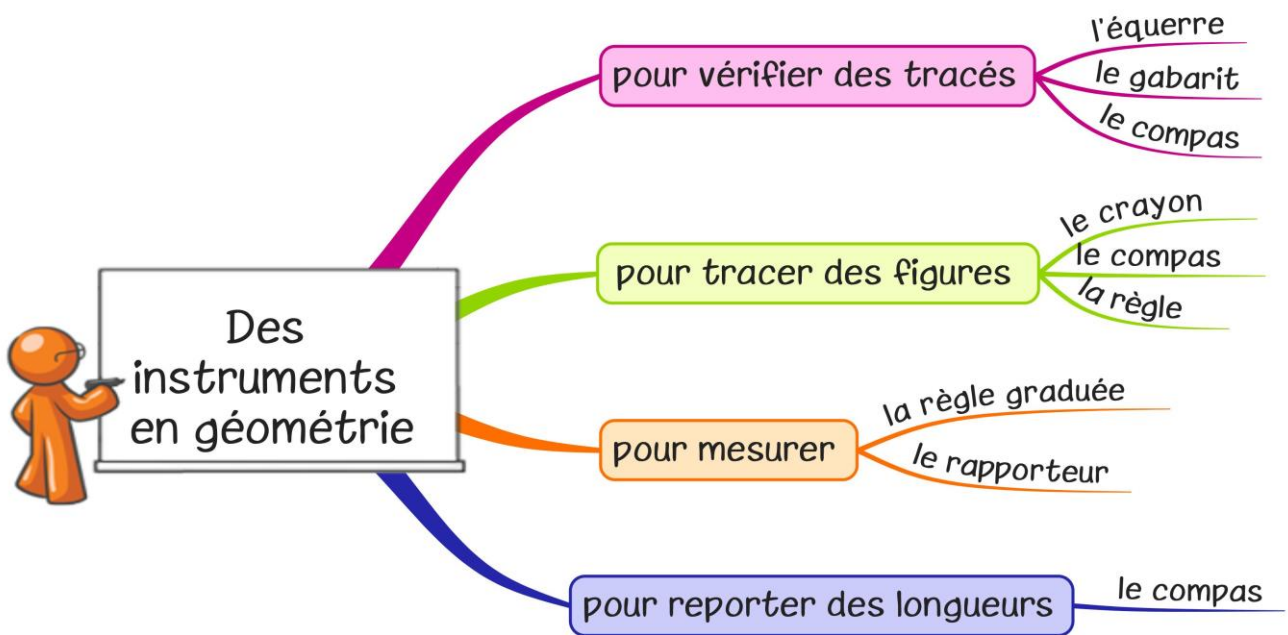 Des
instruments
en géométrie
pour vérifier des tracés
l'équerre
le gabarit
le compas
pour tracer des figures
le crayon
le compas
la règle
pour mesurer
la règle graduée
le rapporteur
pour reporter des longueurs
le compas